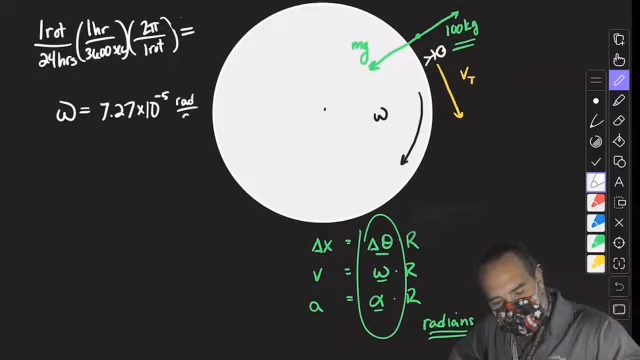 1rot/24hrs (1hr/3600sec)(2π/1rot) =
ω = 7.27×10⁻⁵ rad/s
mg
100kg
V_T
ω
Δx = Δθ · R
v = ω · R
a = α · R
radians